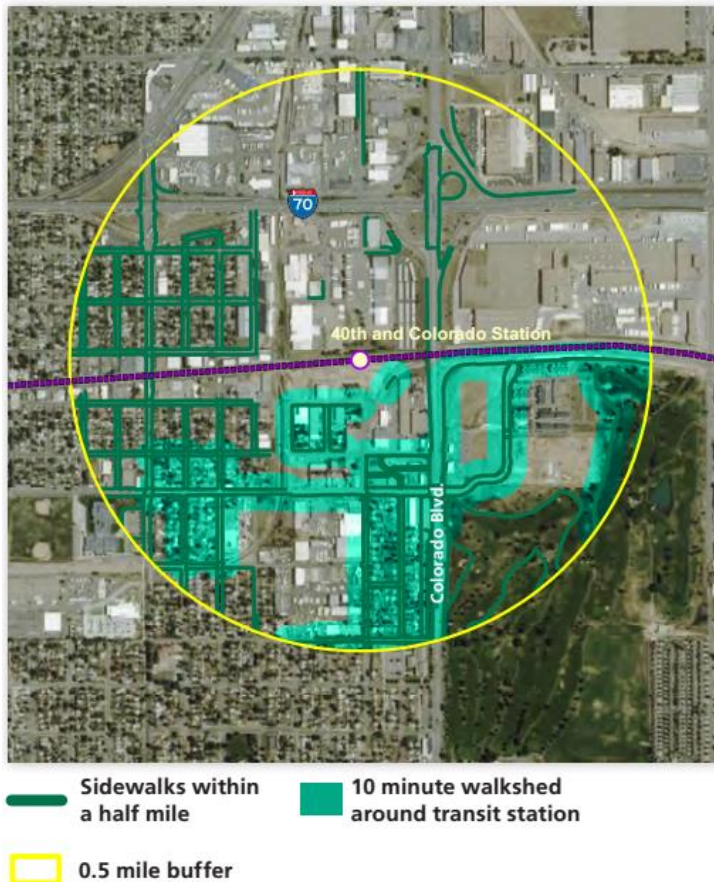 70
40th and Colorado Station
Colorado Blvd.
Sidewalks within
a half mile
10 minute walkshed
around transit station
0.5 mile buffer